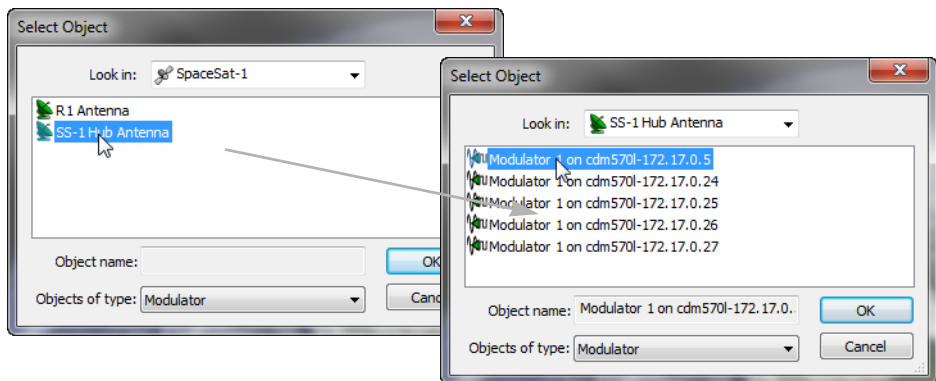 Select Object
Look in: SpaceSat-1
R1 Antenna
SS-1 Hub Antenna
Object name:
OK
Objects of type: Modulator
Select Object
Look in: SS-1 Hub Antenna
Modulator 1 on cdm570l-172.17.0.5
Modulator 1 on cdm570l-172.17.0.24
Modulator 1 on cdm570l-172.17.0.25
Modulator 1 on cdm570l-172.17.0.26
Modulator 1 on cdm570l-172.17.0.27
Object name: Modulator 1 on cdm570l-172.17.0.
OK
Objects of type: Modulator
Cancel